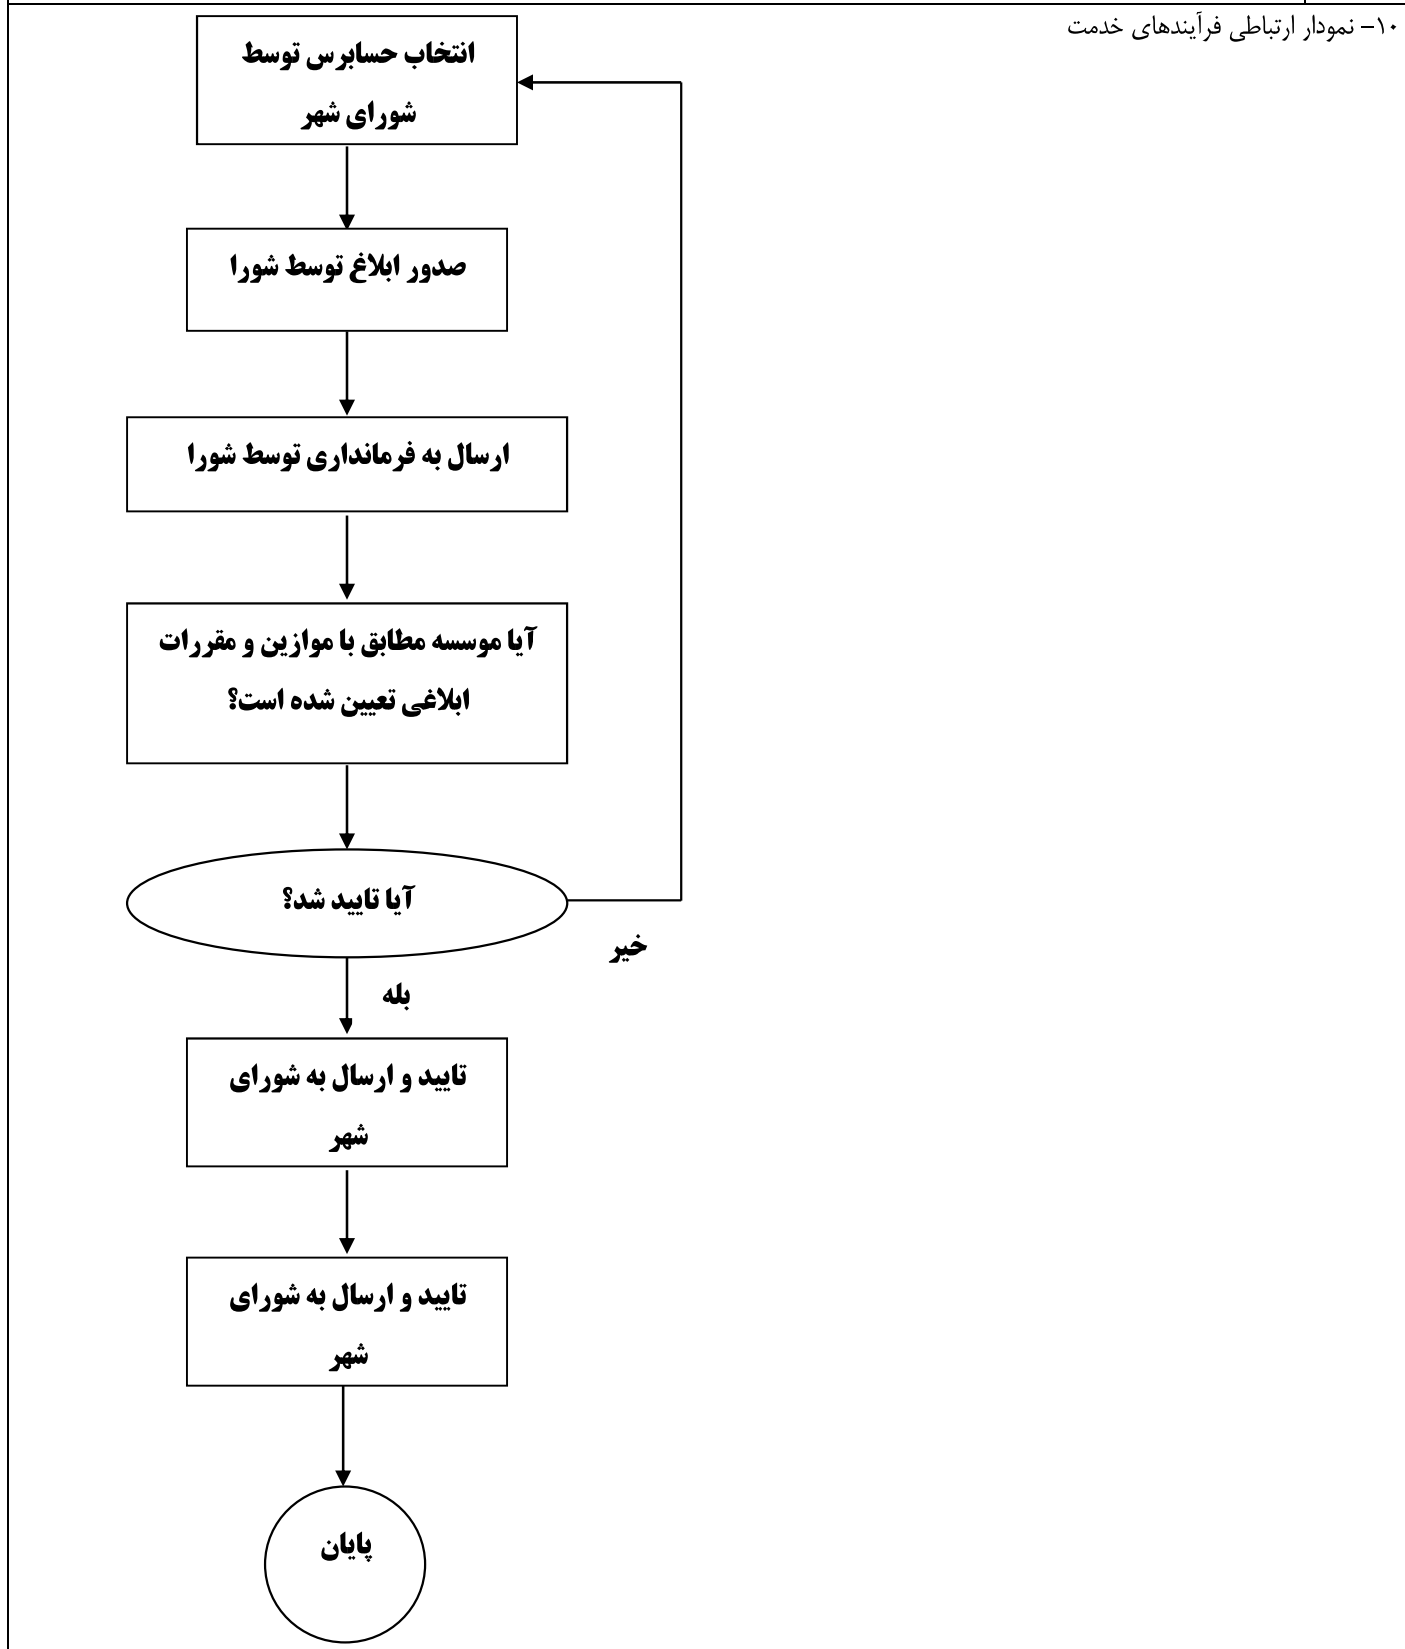 ۱۰- نمودار ارتباطی فرآیندهای خدمت
انتخاب حسابرس توسط
شورای شهر
صدور ابلاغ توسط شورا
ارسال به فرمانداری توسط شورا
آیا موسسه مطابق با موازین و مقررات
ابلاغی تعیین شده است؟
آیا تایید شد؟
خیر
بله
تایید و ارسال به شورای
شهر
تایید و ارسال به شورای
شهر
پایان